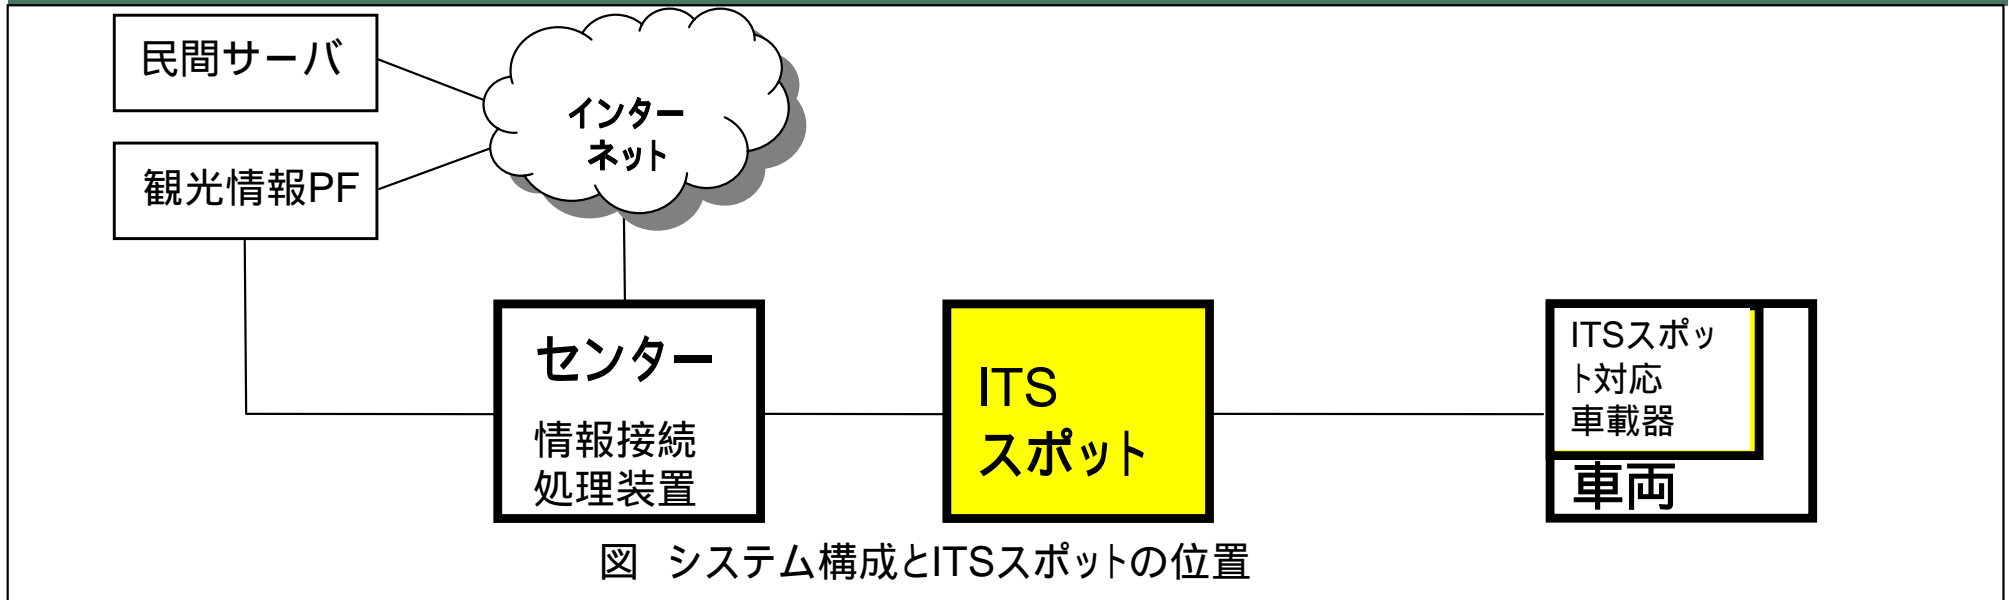 民間サーバ
観光情報PF
インター
ネット
センター
情報接続
処理装置
ITS
スポット
ITSスポッ
ト対応
車載器
車両
図　システム構成とITSスポットの位置